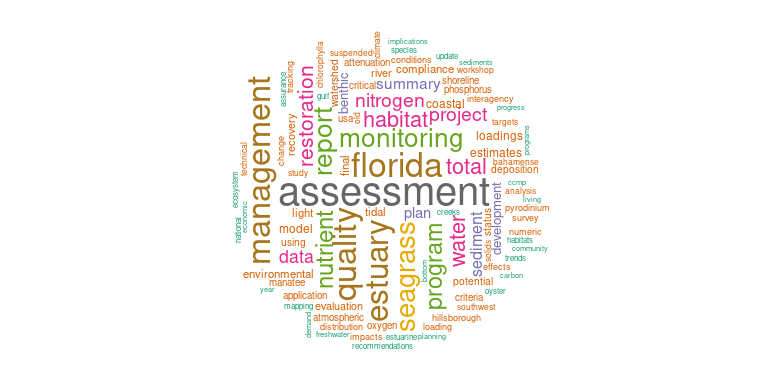 implications
species
climate
suspended
update
attenuation
conditions
sediments
chlorophylla
watershed
river
compliance
workshop
tracking
assurance
benthic
critical
summary
shoreline
phosphorus
gulf
nitrogen
coastal
interagency
progress
restoration
usa
old
habitat
project
targets
management
report
recovery
monitoring
loadings
programs
change
technical
final
florida
total
estimates
bahamense
deposition
study
ecosystem
economic
national
assessment
ccmp
analysis
living
light
tidal
plan
creeks
development
pyrodinium
survey
model
nutrient
quality
estuary
seagrass
program
water
sediment
status
solids
numeric
habitats
community
using
data
trends
environmental
bottom
effects
carbon
manatee
potential
year
application
oyster
criteria
mapping
evaluation
southwest
demand
atmospheric
hillsborough
distribution
oxygen
loading
freshwater
impacts
estuarine
planning
recommendations